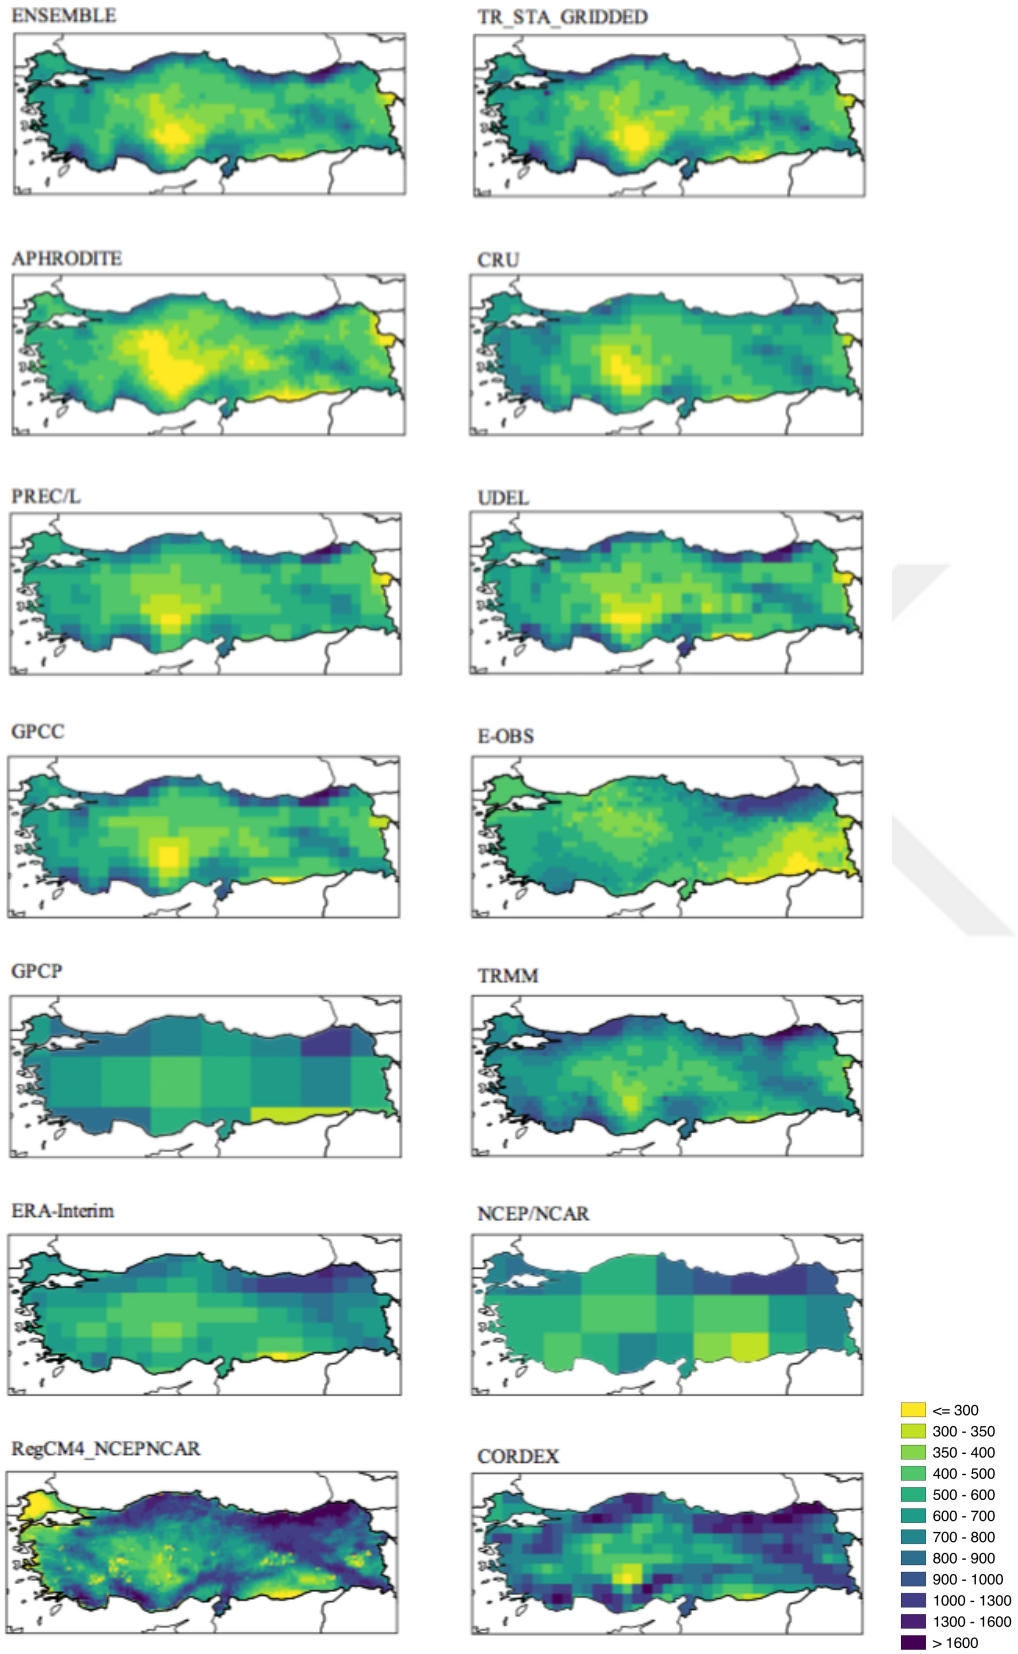 ENSEMBLE
TR_STA_GRIDDED
APHRODITE
CRU
PREC/L
UDEL
GPCC
E-OBS
GPCP
TRMM
ERA-Interim
NCEP/NCAR
RegCM4_NCEPNCAR
CORDEX
<= 300
300 - 350
350 - 400
400 - 500
500 - 600
600 - 700
700 - 800
800 - 900
900 - 1000
1000 - 1300
1300 - 1600
> 1600